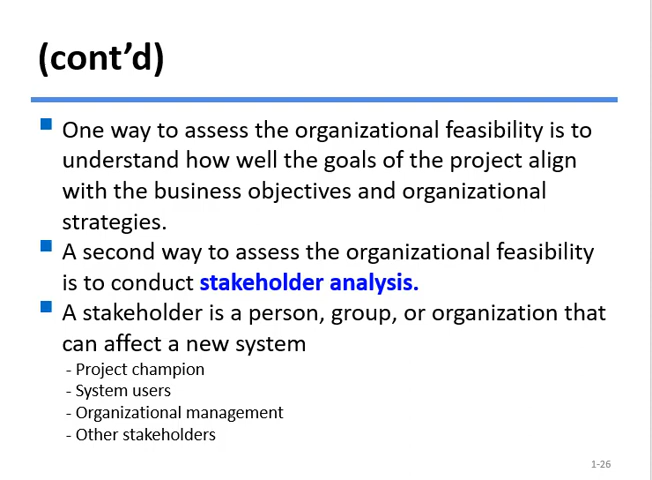 (cont’d)
One way to assess the organizational feasibility is to
understand how well the goals of the project align
with the business objectives and organizational
strategies.
A second way to assess the organizational feasibility
is to conduct stakeholder analysis.
A stakeholder is a person, group, or organization that
can affect a new system
- Project champion
- System users
- Organizational management
- Other stakeholders
1-26